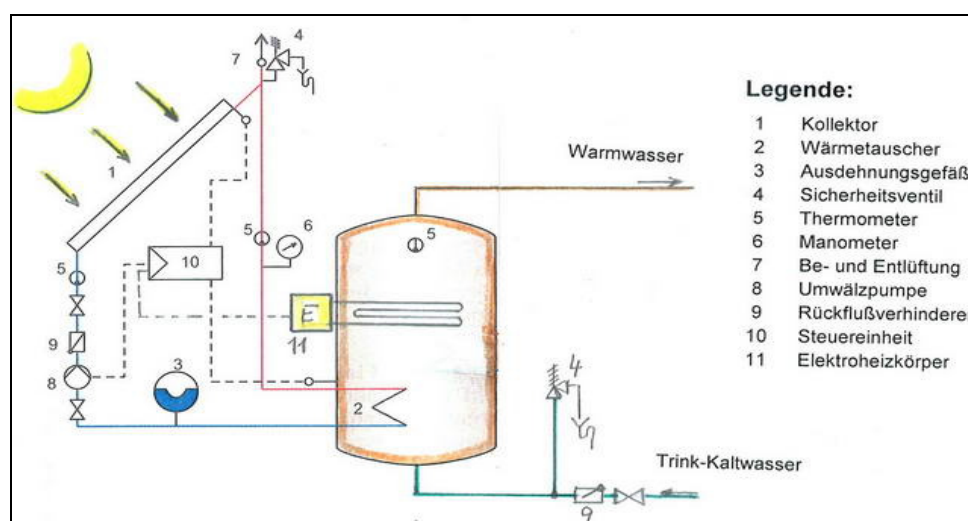 4
7
1
Warmwasser
5
6
5
5
10
E
11
9
8
3
2
4
Trink-Kaltwasser
9
Legende:
1 Kollektor
2 Wärmetauscher
3 Ausdehnungsgefäß
4 Sicherheitsventil
5 Thermometer
6 Manometer
7 Be- und Entlüftung
8 Umwälzpumpe
9 Rückflußverhinderer
10 Steuereinheit
11 Elektroheizkörper